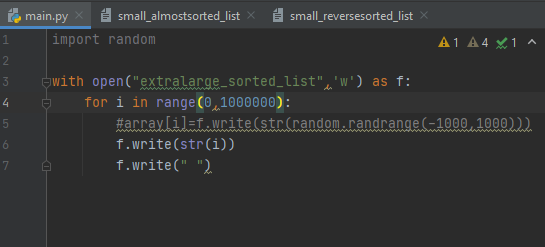 main.py small_almostsorted_list small_reversesorted_list
1 import random 1 4 1
2
3 with open("extralarge_sorted_list",'w') as f:
4 for i in range(0,1000000):
5 #array[i]=f.write(str(random.randrange(-1000,1000)))
6 f.write(str(i))
7 f.write(" ")